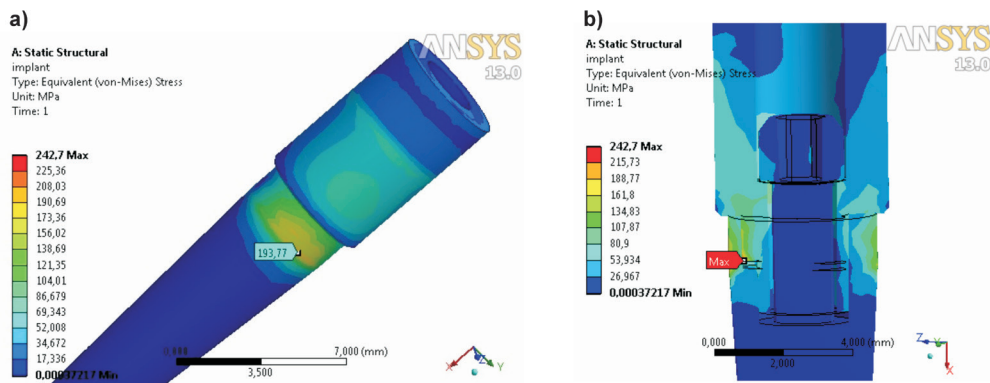 a)
ANSYS
13.0
A: Static Structural
implant
Type: Equivalent (von-Mises) Stress
Unit: MPa
Time: 1
242,7 Max
225,36
208,03
190,69
173,36
156,02
138,69
121,35
104,01
86,679
69,343
52,008
34,672
17,336
0,00037217 Min
193,77
0,000
7,000 (mm)
3,500
X
Z
Y
b)
ANSYS
13.0
A: Static Structural
implant
Type: Equivalent (von-Mises) Stress
Unit: MPa
Time: 1
242,7 Max
215,73
188,77
161,8
134,83
107,87
80,9
53,934
26,967
0,00037217 Min
Max
0,000
4,000 (mm)
2,000
Z
Y
X